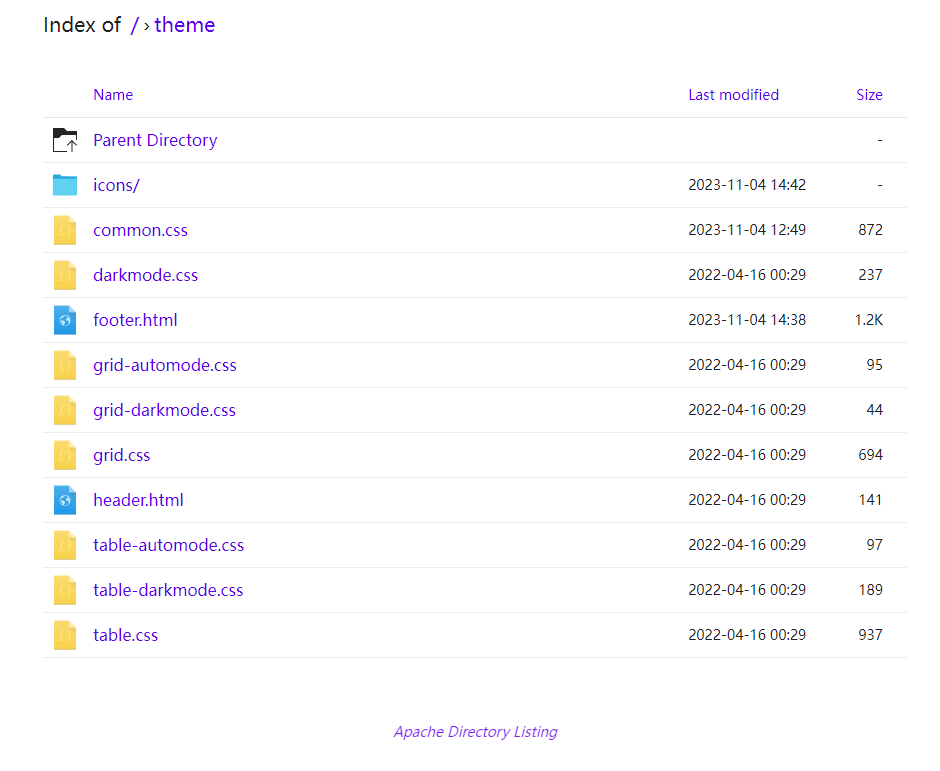 Index of / › theme
Name Last modified Size
Parent Directory -
icons/ 2023-11-04 14:42 -
common.css 2023-11-04 12:49 872
darkmode.css 2022-04-16 00:29 237
footer.html 2023-11-04 14:38 1.2K
grid-automode.css 2022-04-16 00:29 95
grid-darkmode.css 2022-04-16 00:29 44
grid.css 2022-04-16 00:29 694
header.html 2022-04-16 00:29 141
table-automode.css 2022-04-16 00:29 97
table-darkmode.css 2022-04-16 00:29 189
table.css 2022-04-16 00:29 937
Apache Directory Listing